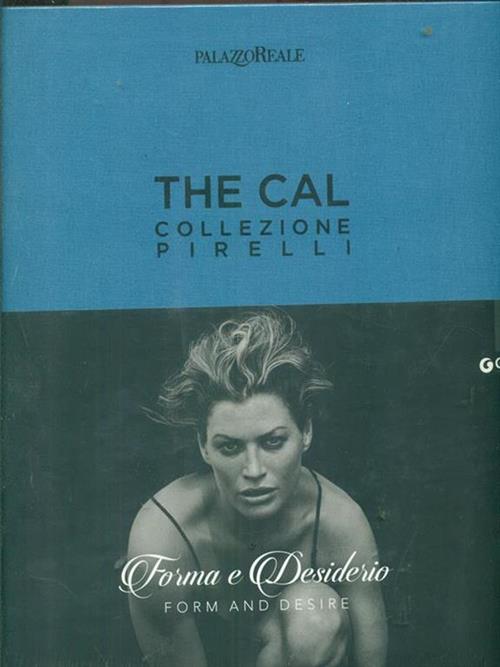 PALAZZOREALE
THE CAL
COLLEZIONE
PIRELLI
Forma e Desiderio
FORM AND DESIRE